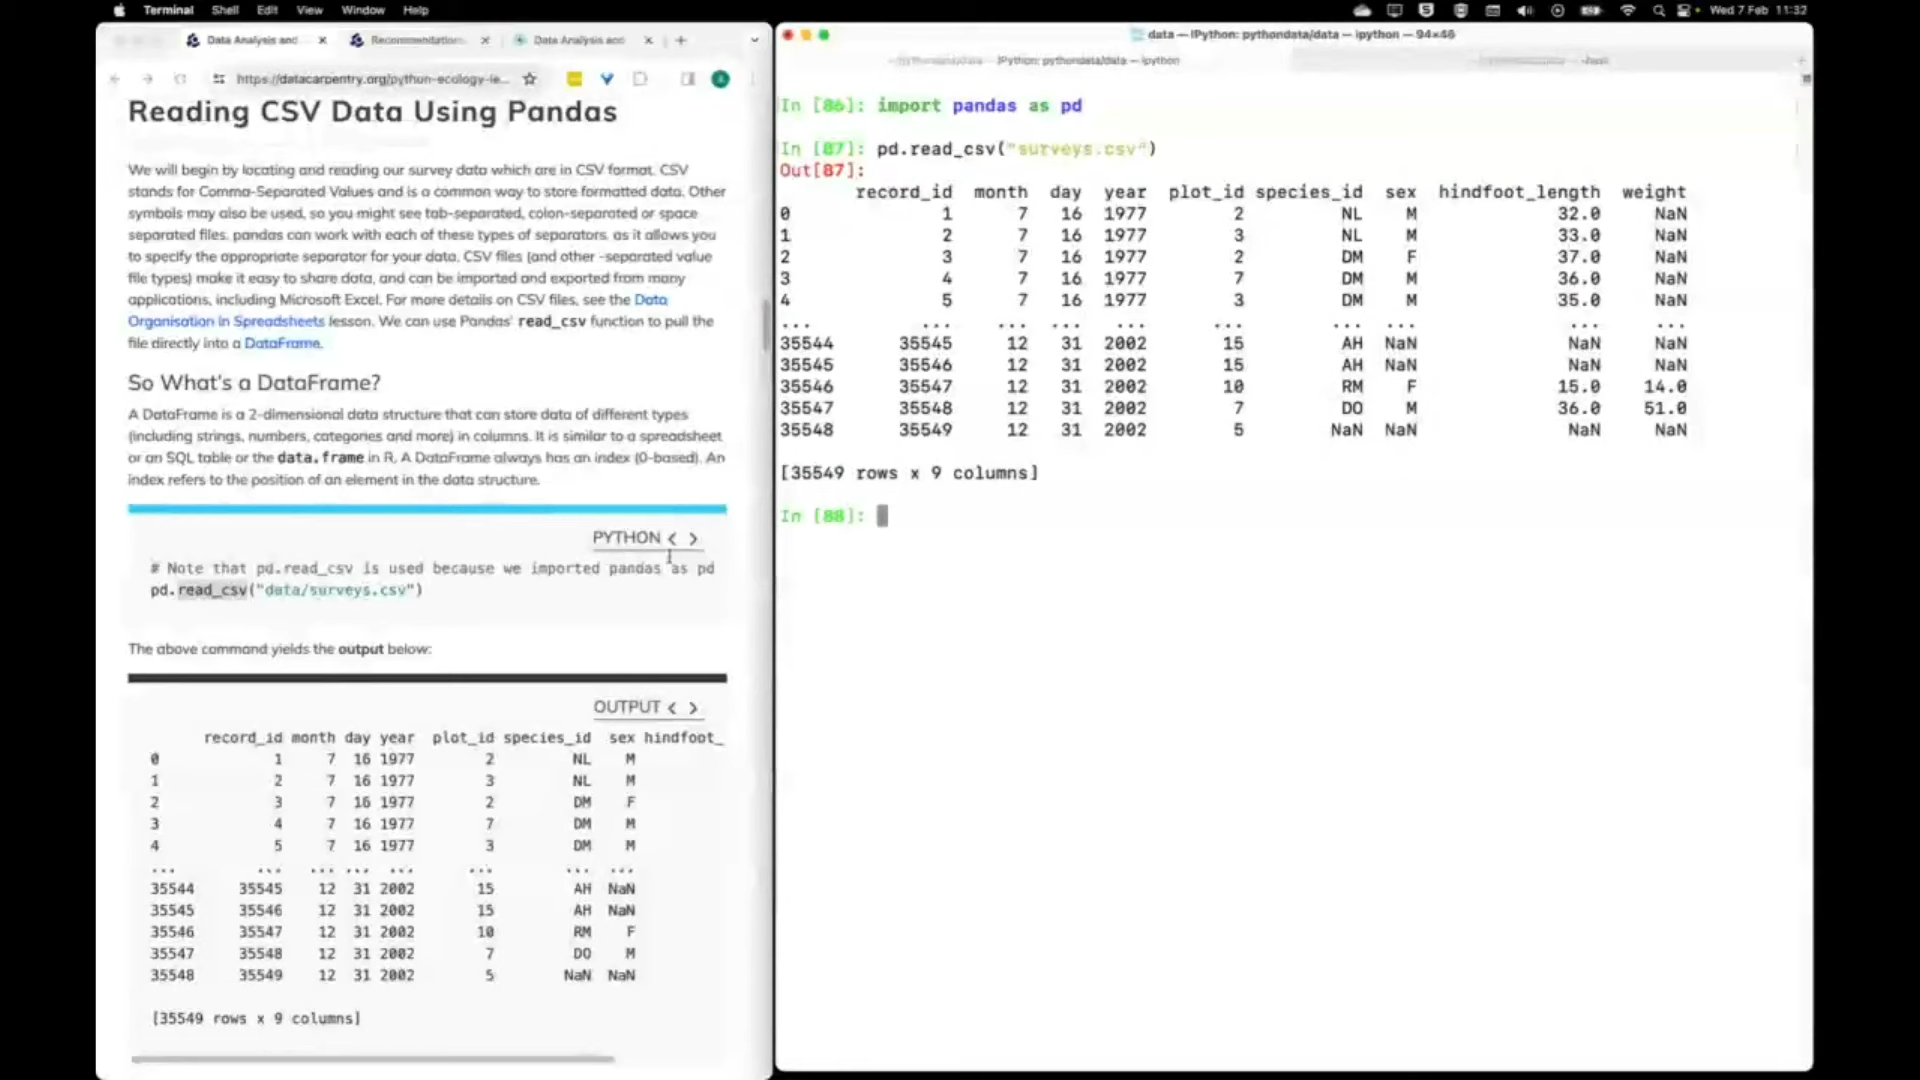 Terminal Shell Edit View Window Help
Wed 7 Feb 11:32
Data Analysis and
Recommendation
Data Analysis and
https://datacarpentry.org/python-ecology-le...
Reading CSV Data Using Pandas
We will begin by locating and reading our survey data which are in CSV format. CSV
stands for Comma-Separated Values and is a common way to store formatted data. Other
symbols may also be used, so you might see tab-separated, colon-separated or space
separated files. pandas can work with each of these types of separators, as it allows you
to specify the appropriate separator for your data. CSV files (and other -separated value
file types) make it easy to share data, and can be imported and exported from many
applications, including Microsoft Excel. For more details on CSV files, see the Data
Organisation in Spreadsheets lesson. We can use Pandas' read_csv function to pull the
file directly into a DataFrame.
So What's a DataFrame?
A DataFrame is a 2-dimensional data structure that can store data of different types
(including strings, numbers, categories and more) in columns. It is similar to a spreadsheet
or an SQL table or the data.frame in R. A DataFrame always has an index (0-based). An
index refers to the position of an element in the data structure.
PYTHON < >
# Note that pd.read_csv is used because we imported pandas as pd
pd.read_csv("data/surveys.csv")
The above command yields the output below:
OUTPUT < >
record_id month day year plot_id species_id sex hindfoot_
0 1 7 16 1977 2 NL M
1 2 7 16 1977 3 NL M
2 3 7 16 1977 2 DM F
3 4 7 16 1977 7 DM M
4 5 7 16 1977 3 DM M
... ... ... ... ... ... ... ...
35544 35545 12 31 2002 15 AH NaN
35545 35546 12 31 2002 15 AH NaN
35546 35547 12 31 2002 10 RM F
35547 35548 12 31 2002 7 DO M
35548 35549 12 31 2002 5 NaN NaN
[35549 rows x 9 columns]
data — IPython: pythondata/data — ipython — 94×46
IPython: pythondata/data — ipython
In [86]: import pandas as pd
In [87]: pd.read_csv("surveys.csv")
Out[87]:
record_id month day year plot_id species_id sex hindfoot_length weight
0 1 7 16 1977 2 NL M 32.0 NaN
1 2 7 16 1977 3 NL M 33.0 NaN
2 3 7 16 1977 2 DM F 37.0 NaN
3 4 7 16 1977 7 DM M 36.0 NaN
4 5 7 16 1977 3 DM M 35.0 NaN
... ... ... ... ... ... ... ... ... ...
35544 35545 12 31 2002 15 AH NaN NaN NaN
35545 35546 12 31 2002 15 AH NaN NaN NaN
35546 35547 12 31 2002 10 RM F 15.0 14.0
35547 35548 12 31 2002 7 DO M 36.0 51.0
35548 35549 12 31 2002 5 NaN NaN NaN NaN
[35549 rows x 9 columns]
In [88]: